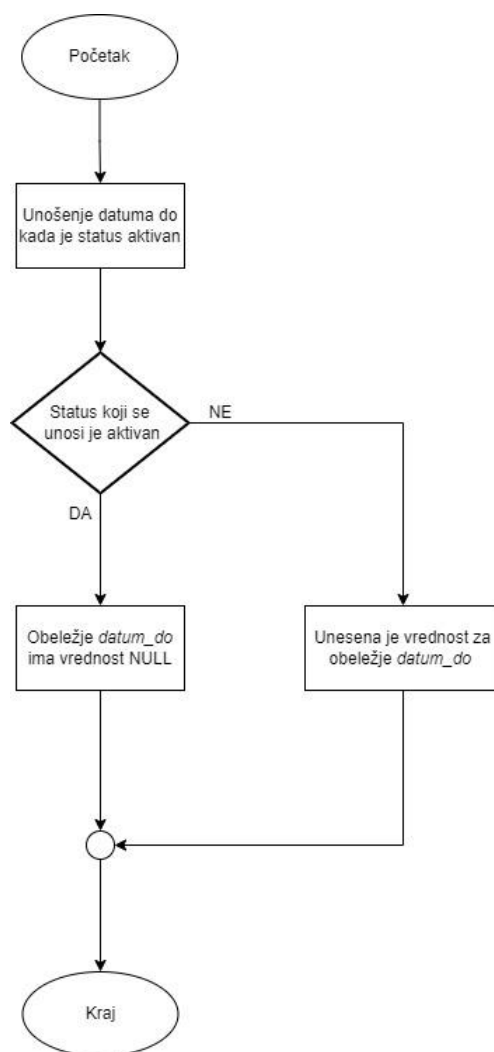 Početak
Unošenje datuma do
kada je status aktivan
Status koji se
unosi je aktivan
NE
DA
Obeležje datum_do
ima vrednost NULL
Unesena je vrednost za
obeležje datum_do
Kraj